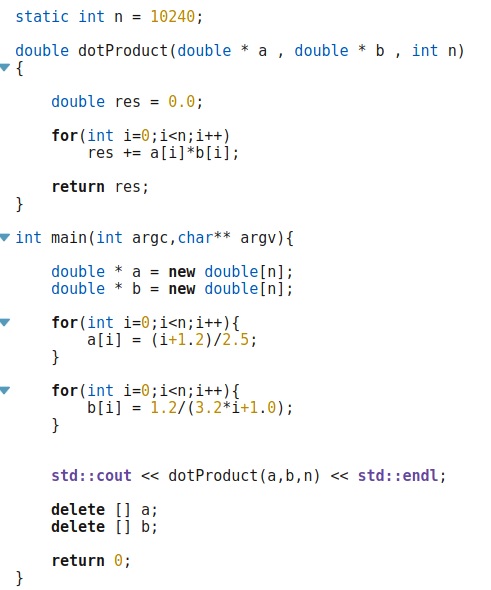 static int n = 10240;
double dotProduct(double * a , double * b , int n)
{
double res = 0.0;
for(int i=0;i<n;i++)
res += a[i]*b[i];
return res;
}
int main(int argc,char** argv){
double * a = new double[n];
double * b = new double[n];
for(int i=0;i<n;i++){
a[i] = (i+1.2)/2.5;
}
for(int i=0;i<n;i++){
b[i] = 1.2/(3.2*i+1.0);
}
std::cout << dotProduct(a,b,n) << std::endl;
delete [] a;
delete [] b;
return 0;
}